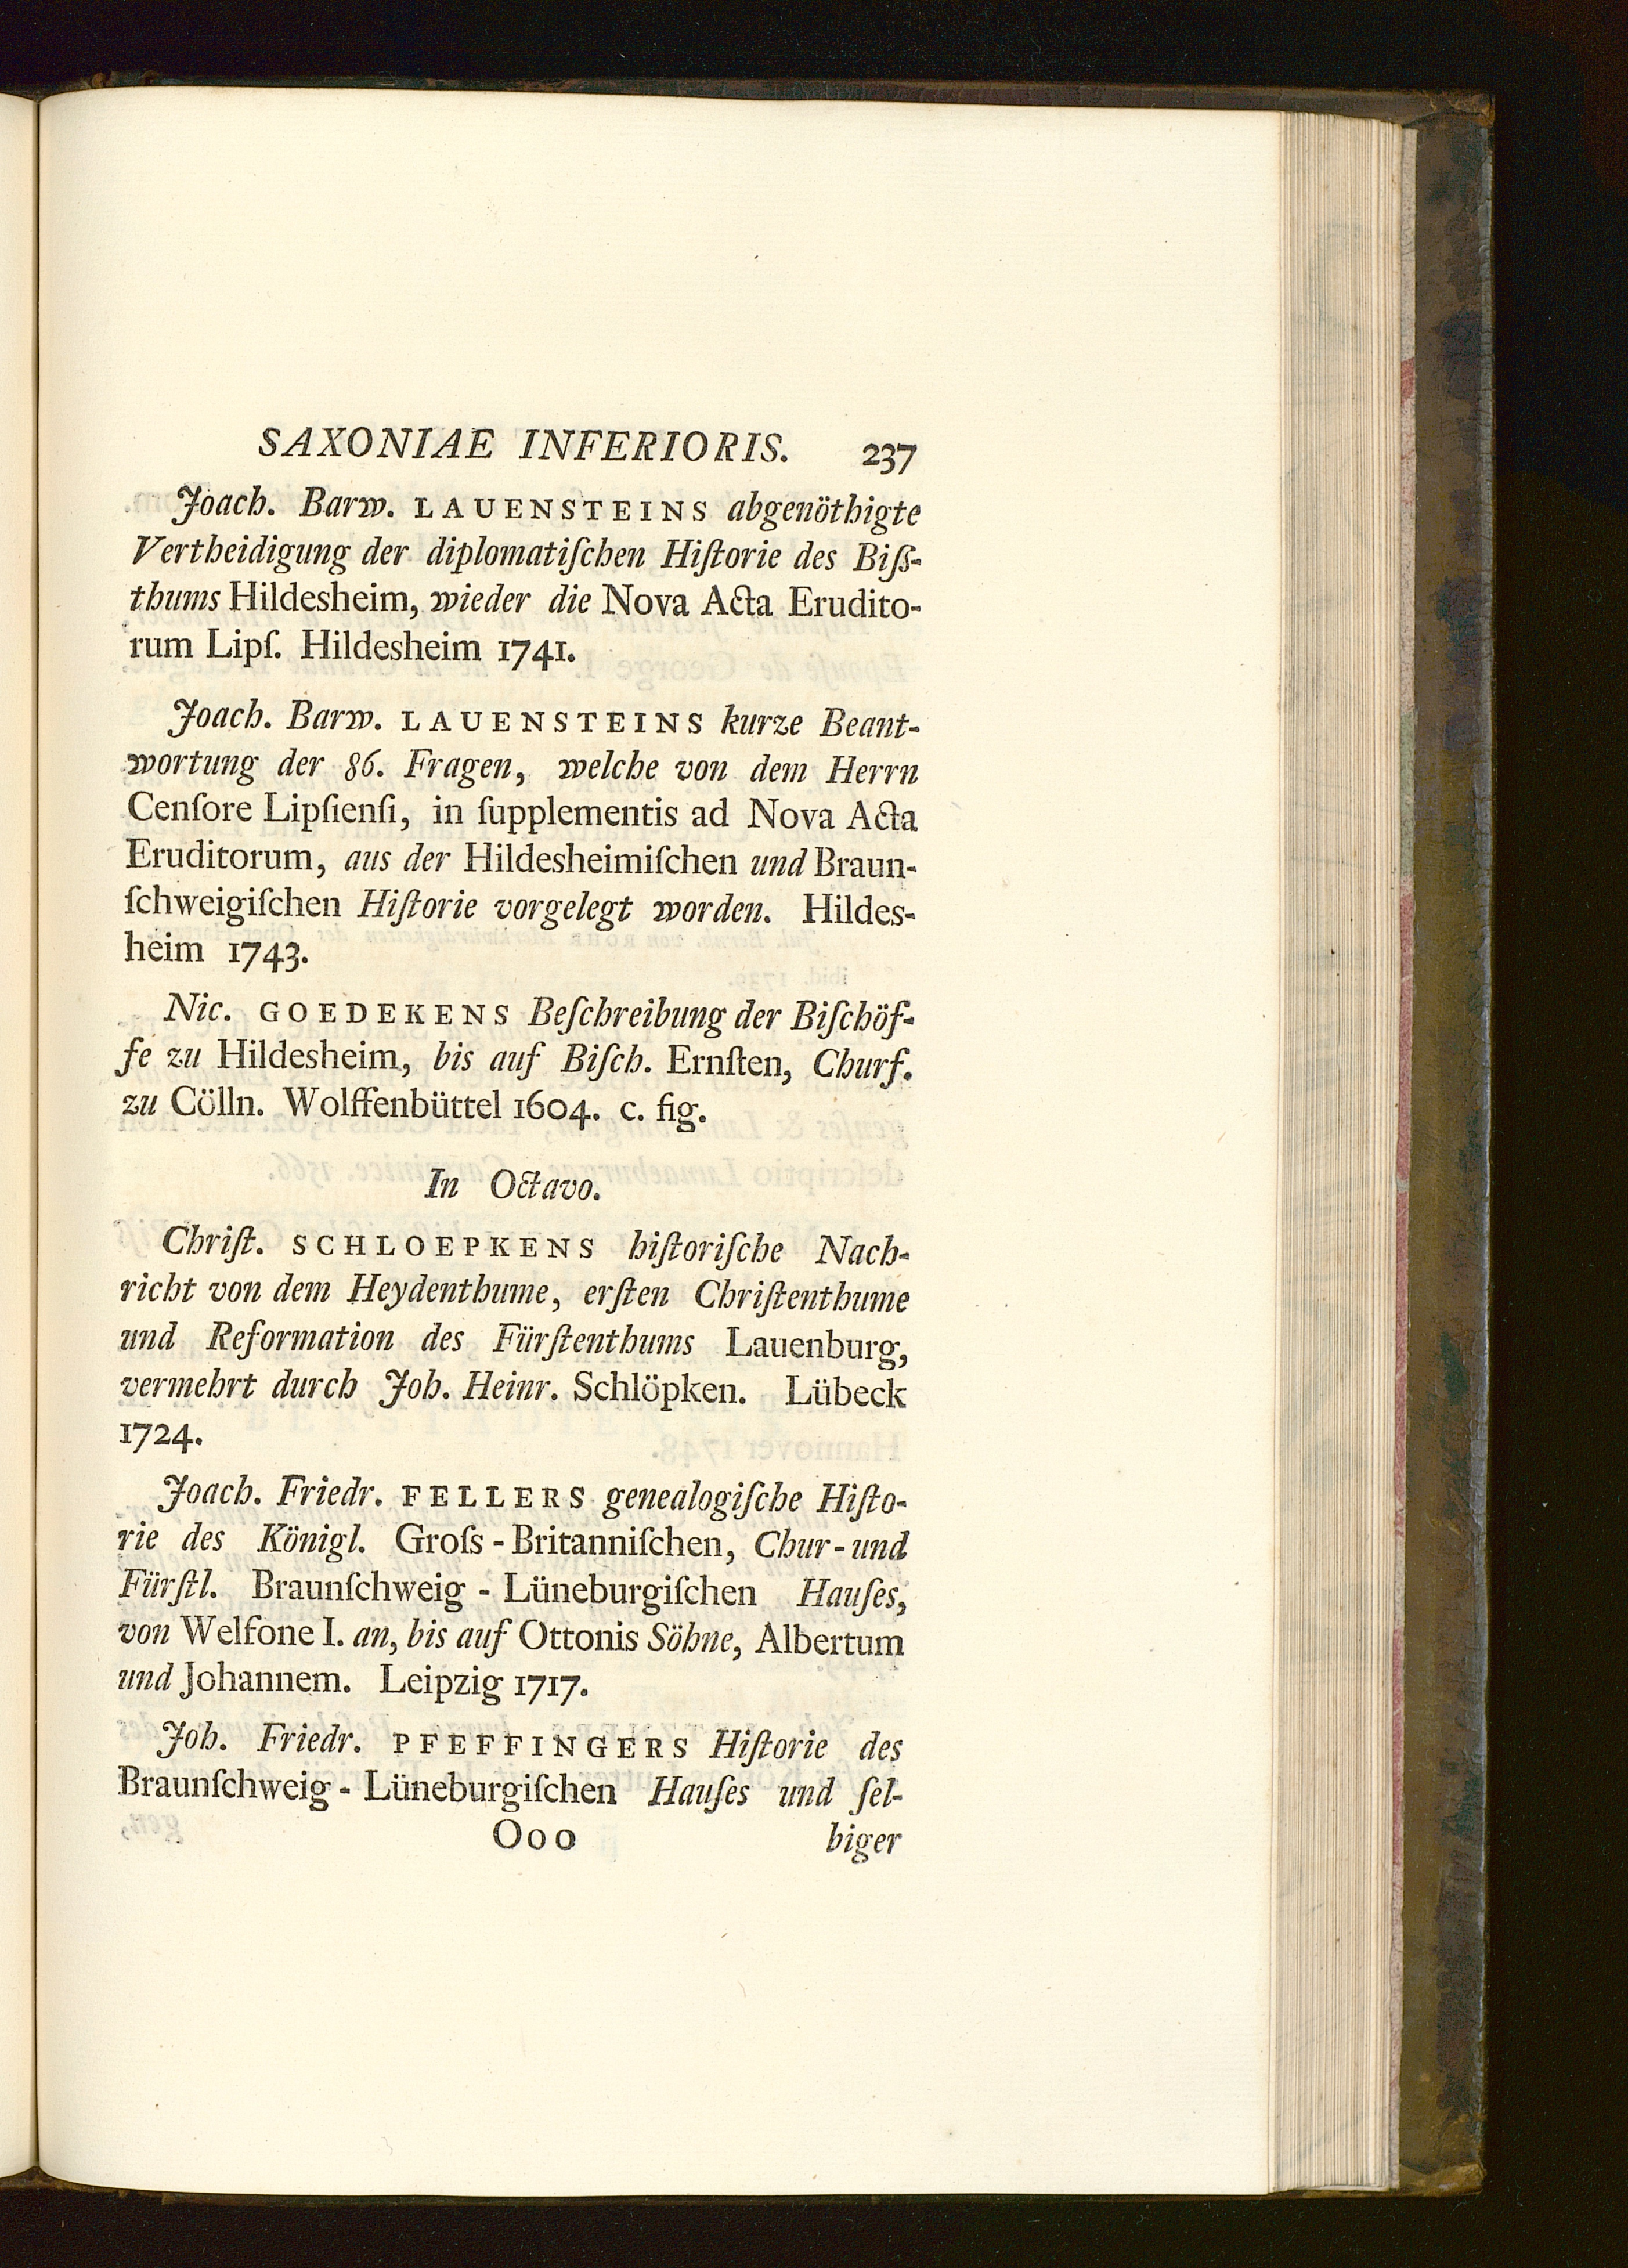 SAXONIAE INFERIORIS. 237
Joach. Barw. LAUENSTEINS abgenöthigte
Vertheidigung der diplomatiſchen Hiſtorie des Biß-
thums Hildesheim, wieder die Nova Acta Erudito-
rum Lipſ. Hildesheim 1741.
Joach. Barw. LAUENSTEINS kurze Beant-
wortung der 86. Fragen, welche von dem Herrn
Cenſore Lipſienſi, in ſupplementis ad Nova Acta
Eruditorum, aus der Hildesheimiſchen und Braun-
ſchweigiſchen Hiſtorie vorgelegt worden. Hildes-
heim 1743.
Nic. GOEDEKENS Beſchreibung der Biſchöf-
fe zu Hildesheim, bis auf Biſch. Ernſten, Churf.
zu Cölln. Wolffenbüttel 1604. c. fig.
In Octavo.
Chriſt. SCHLOEPKENS hiſtoriſche Nach-
richt von dem Heydenthume, erſten Chriſtenthume
und Reformation des Fürſtenthums Lauenburg,
vermehrt durch Joh. Heinr. Schlöpken. Lübeck
1724.
Joach. Friedr. FELLERS genealogiſche Hiſto-
rie des Königl. Groſs-Britanniſchen, Chur-und
Fürſtl. Braunſchweig-Lüneburgiſchen Hauſes,
von Welfone I. an, bis auf Ottonis Söhne, Albertum
und Johannem. Leipzig 1717.
Joh. Friedr. PFEFFINGERS Hiſtorie des
Braunſchweig-Lüneburgiſchen Hauſes und ſel-
Ooo biger